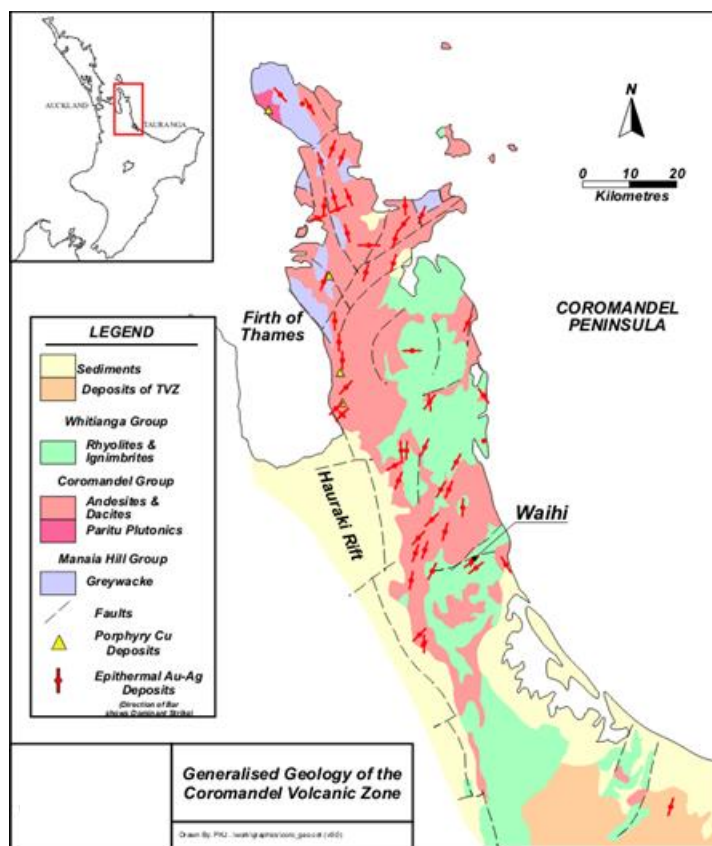 AUCKLAND
TAURANGA
N
0 10 20
Kilometres
COROMANDEL
PENINSULA
Firth of
Thames
Hauraki Rift
Waihi
LEGEND
Sediments
Deposits of TVZ
Whitianga Group
Rhyolites &
Ignimbrites
Coromandel Group
Andesites &
Dacites
Paritu Plutonics
Manaia Hill Group
Greywacke
Faults
Porphyry Cu
Deposits
Epithermal Au-Ag
Deposits
(Direction of Bar
shows Dominant Strike)
Generalised Geology of the
Coromandel Volcanic Zone
Drawn By: